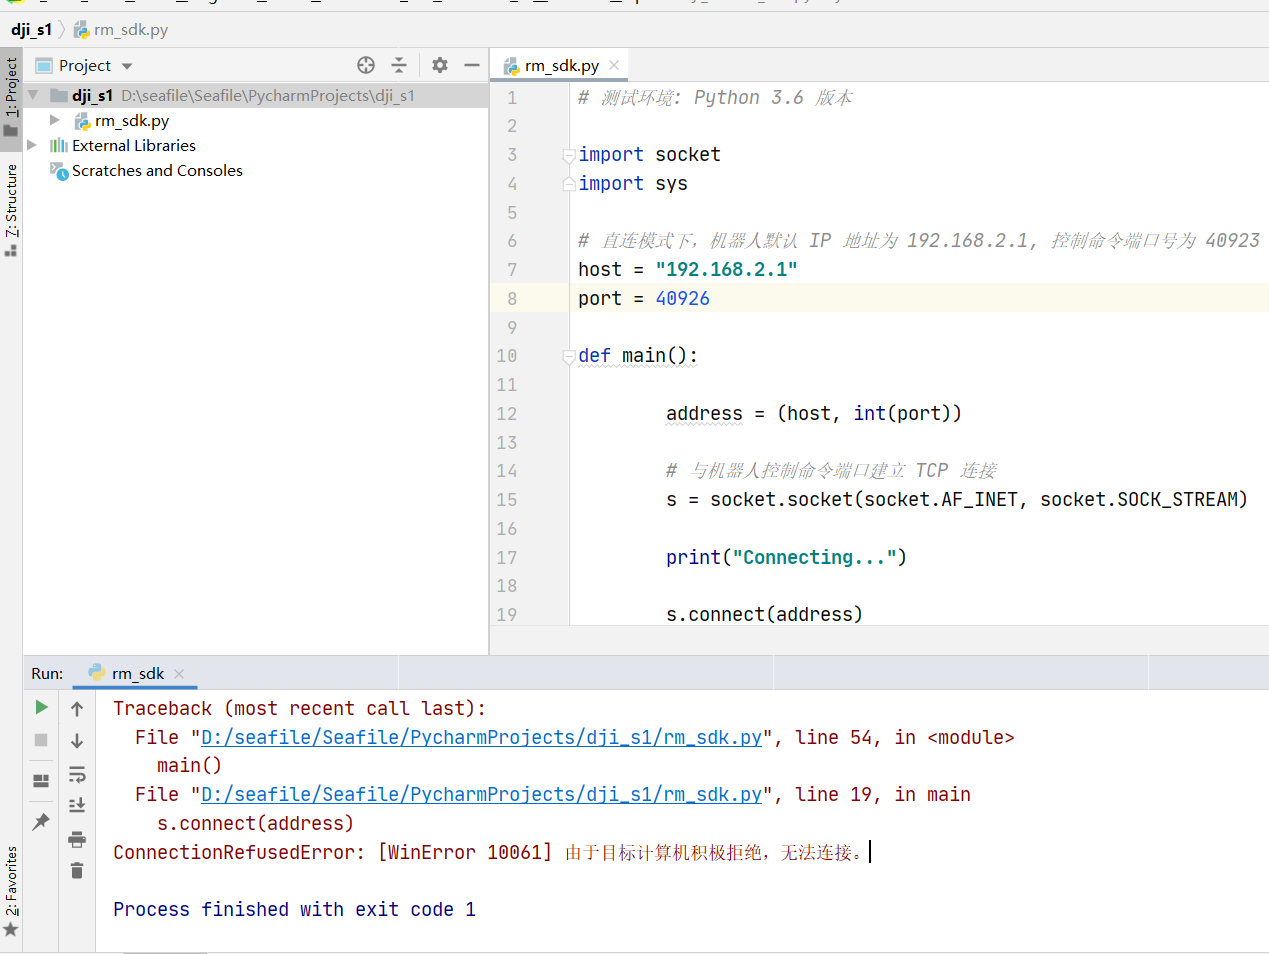 dji_s1
rm_sdk.py
1: Project
Project
rm_sdk.py
dji_s1 D:\seafile\Seafile\PycharmProjects\dji_s1
rm_sdk.py
External Libraries
Scratches and Consoles
7: Structure
1 # 测试环境: Python 3.6 版本
2
3 import socket
4 import sys
5
6 # 直连模式下，机器人默认 IP 地址为 192.168.2.1, 控制命令端口号为 40923
7 host = "192.168.2.1"
8 port = 40926
9
10 def main():
11
12 address = (host, int(port))
13
14 # 与机器人控制命令端口建立 TCP 连接
15 s = socket.socket(socket.AF_INET, socket.SOCK_STREAM)
16
17 print("Connecting...")
18
19 s.connect(address)
Run: rm_sdk
Traceback (most recent call last):
File "D:/seafile/Seafile/PycharmProjects/dji_s1/rm_sdk.py", line 54, in <module>
main()
File "D:/seafile/Seafile/PycharmProjects/dji_s1/rm_sdk.py", line 19, in main
s.connect(address)
ConnectionRefusedError: [WinError 10061] 由于目标计算机积极拒绝，无法连接。
Process finished with exit code 1
2: Favorites